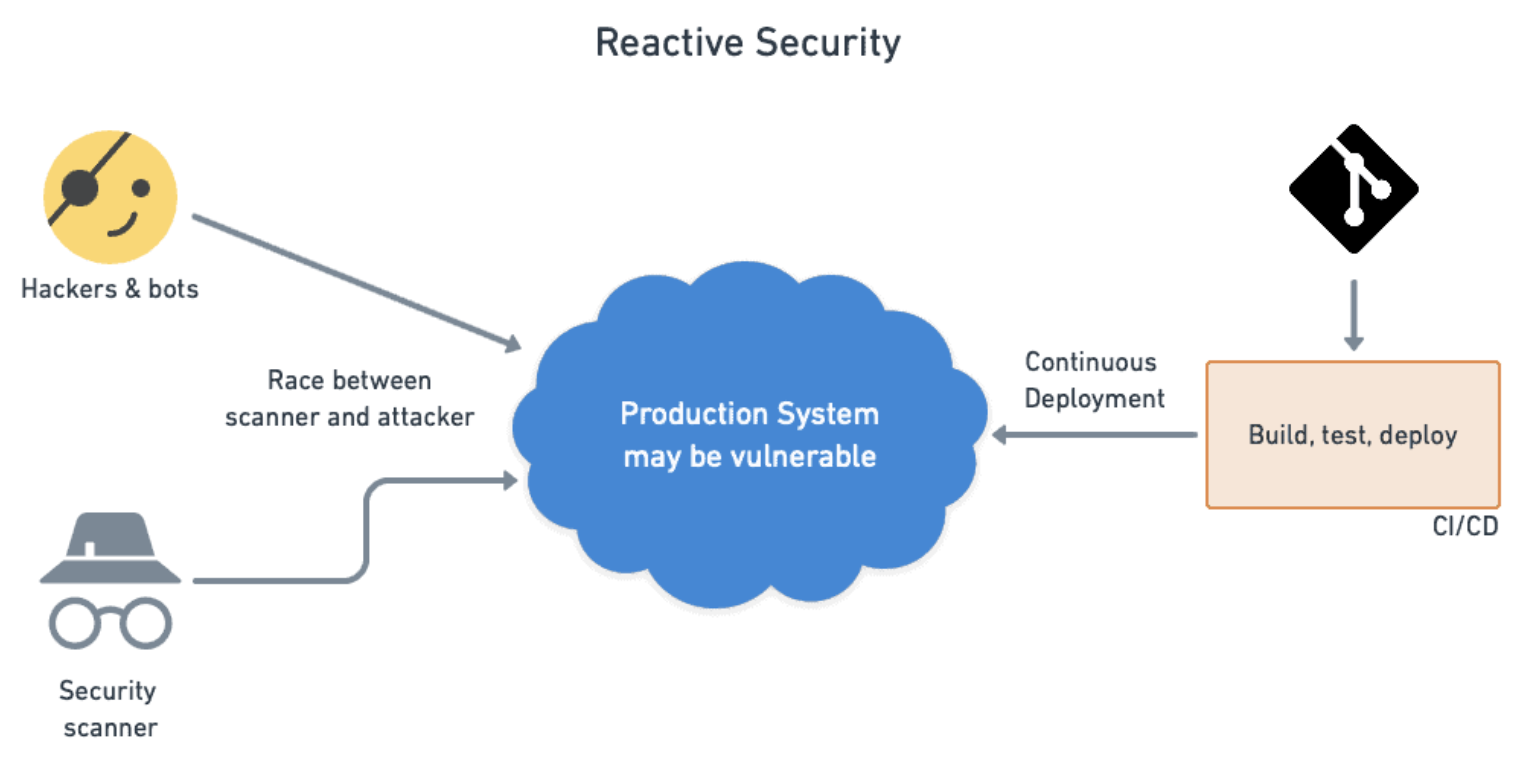 Reactive Security
Hackers & bots
Race between
scanner and attacker
Security
scanner
Production System
may be vulnerable
Continuous
Deployment
Build, test, deploy
CI/CD